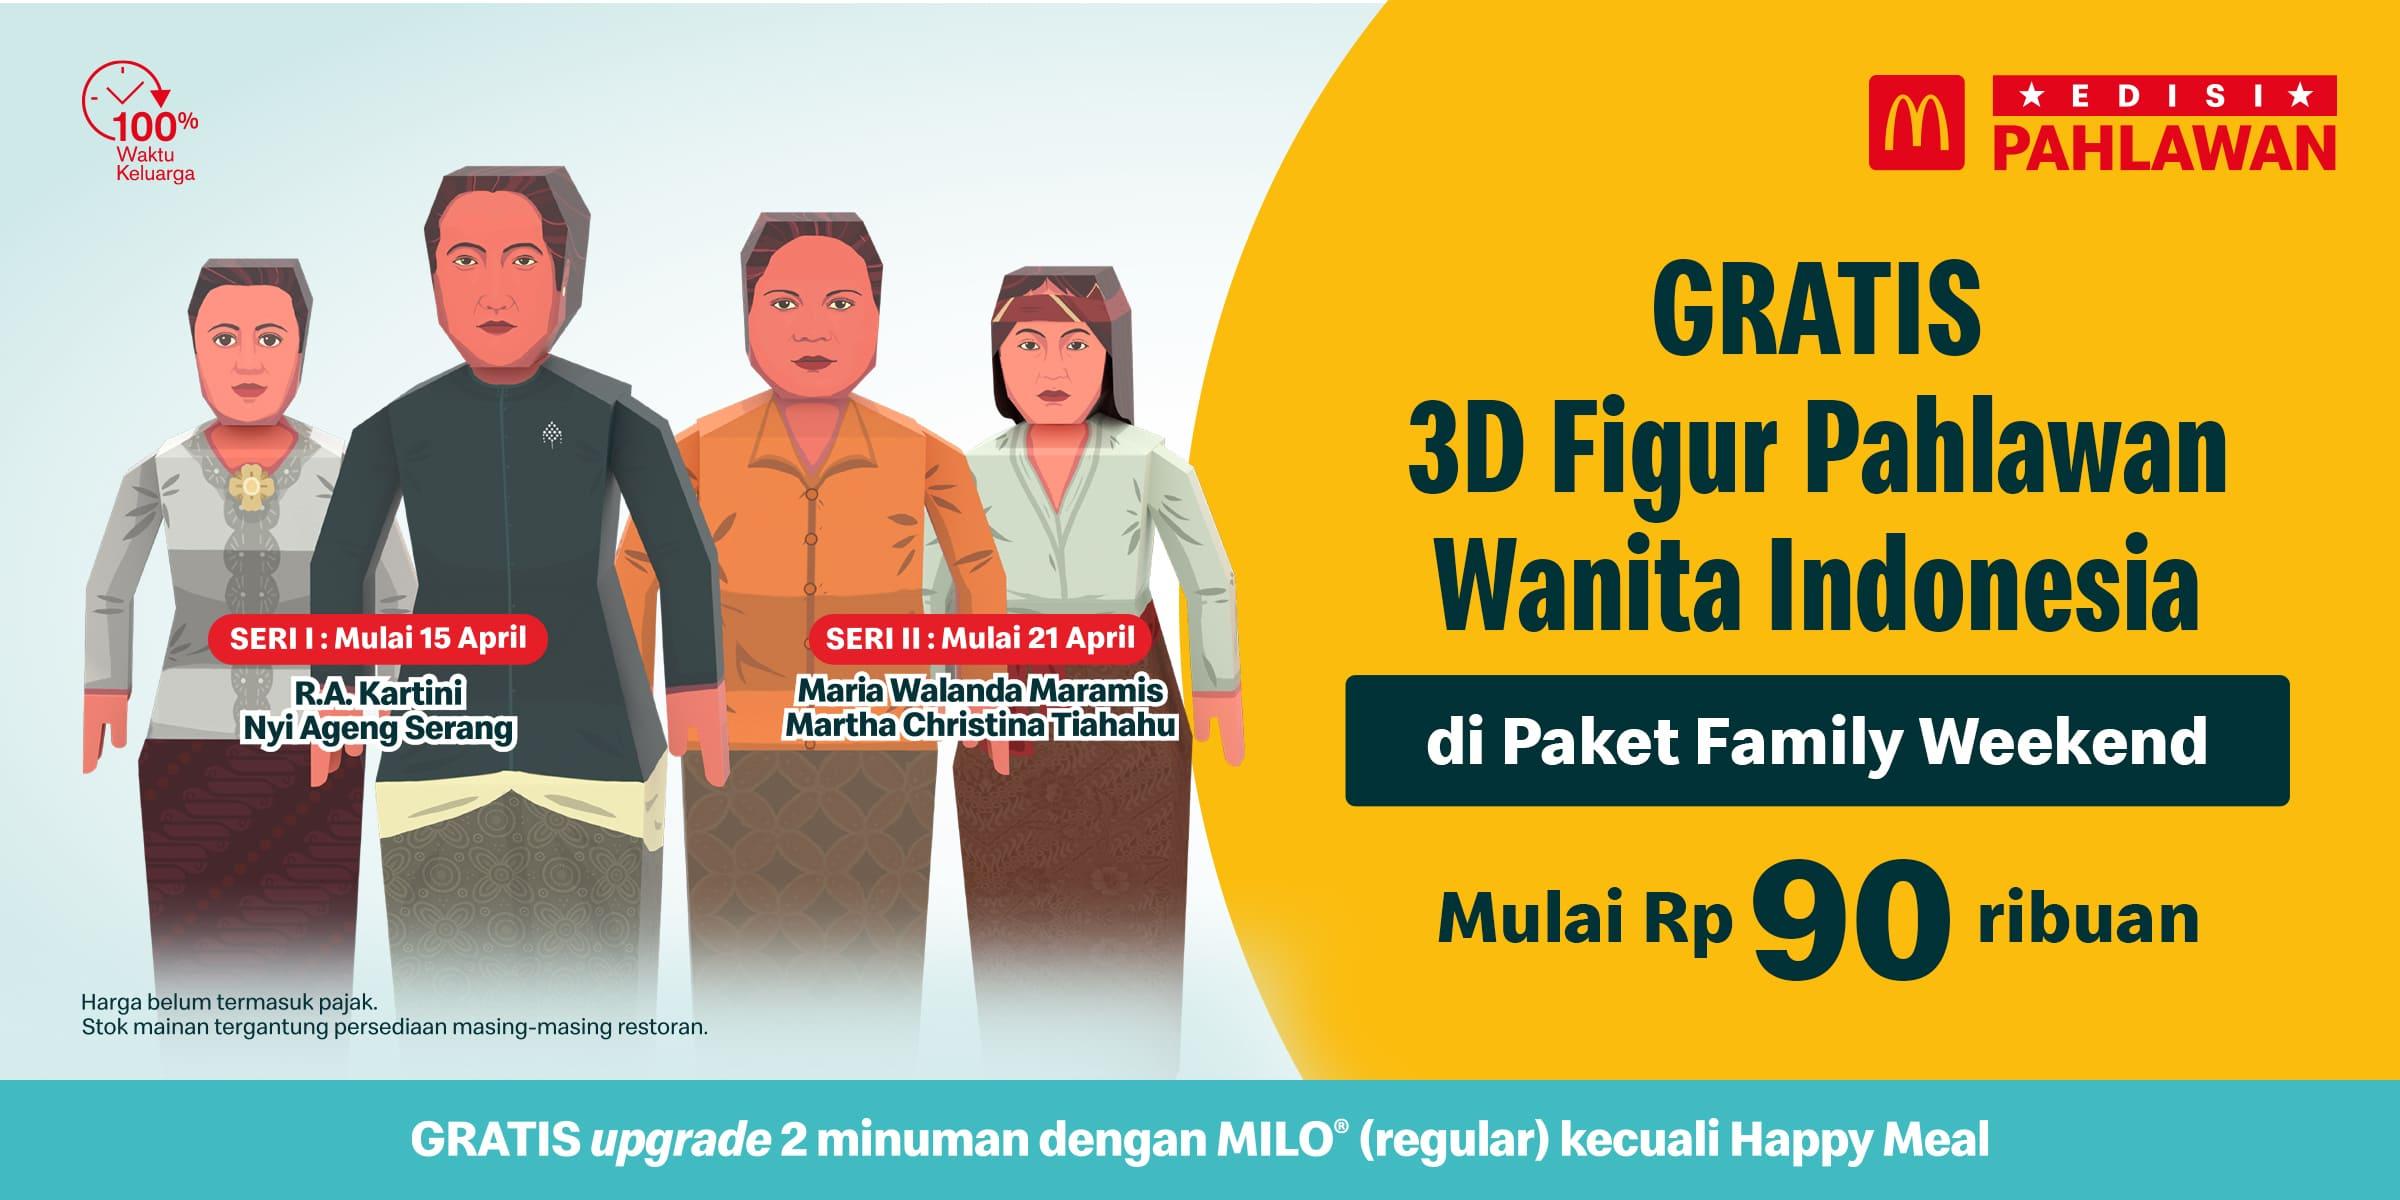 100%
Waktu
Keluarga
★ EDISI ★
PAHLAWAN
GRATIS
3D Figur Pahlawan
Wanita Indonesia
di Paket Family Weekend
Mulai Rp 90 ribuan
SERI I : Mulai 15 April
R.A. Kartini
Nyi Ageng Serang
SERI II : Mulai 21 April
Maria Walanda Maramis
Martha Christina Tiahahu
Harga belum termasuk pajak.
Stok mainan tergantung persediaan masing-masing restoran.
GRATIS upgrade 2 minuman dengan MILO® (regular) kecuali Happy Meal